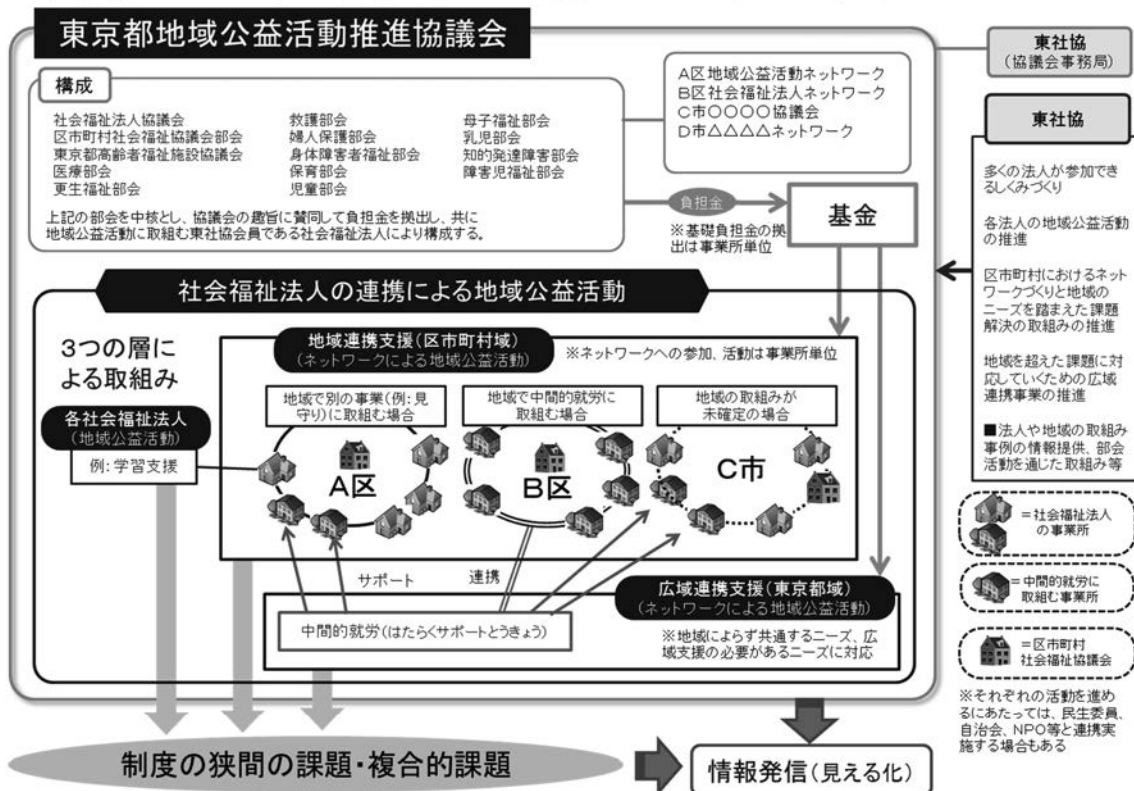 東京都地域公益活動推進協議会
構成
社会福祉法人協議会
区市町村社会福祉協議会部会
東京都高齢者福祉施設協議会
医療部会
更生福祉部会
救護部会
婦人保護部会
身体障害者福祉部会
保育部会
児童部会
母子福祉部会
乳児部会
知的発達障害部会
障害児福祉部会
上記の部会を中核とし、協議会の趣旨に賛同して負担金を拠出し、共に
地域公益活動に取組む東社協会員である社会福祉法人により構成する。
A区地域公益活動ネットワーク
B区社会福祉法人ネットワーク
C市○○○○協議会
D市△△△△ネットワーク
負担金
※基礎負担金の拠
出は事業所単位
基金
東社協
(協議会事務局)
東社協
多くの法人が参加でき
るしくみづくり
各法人の地域公益活動
の推進
区市町村におけるネット
ワークづくりと地域の
ニーズを踏まえた課題
解決の取組みの推進
地域を超えた課題に対
応していくための広域
連携事業の推進
■法人や地域の取組み
事例の情報提供、部会
活動を通じた取組み等
社会福祉法人の連携による地域公益活動
3つの層に
よる取組み
各社会福祉法人
(地域公益活動)
例:学習支援
地域連携支援(区市町村域)
(ネットワークによる地域公益活動)
※ネットワークへの参加、活動は事業所単位
地域で別の事業(例:見
守り)に取組む場合
A区
地域で中間的就労に
取組む場合
B区
地域の取組みが
未確定の場合
C市
サポート
連携
広域連携支援(東京都域)
(ネットワークによる地域公益活動)
中間的就労(はたらくサポートとうきょう)
※地域によらず共通するニーズ、広
域支援の必要があるニーズに対応
=社会福祉法人
の事業所
=中間的就労に
取組む事業所
=区市町村
社会福祉協議会
※それぞれの活動を進め
るにあたっては、民生委員、
自治会、NPO等と連携実
施する場合もある
制度の狭間の課題・複合的課題
情報発信(見える化)